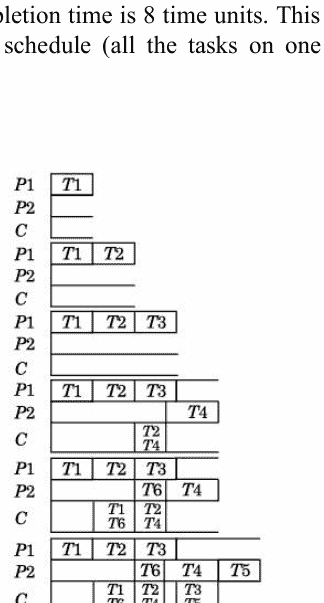 pletion time is 8 time units. This
schedule (all the tasks on one
P1 T1
P2
C
P1 T1 T2
P2
C
P1 T1 T2 T3
P2
C
P1 T1 T2 T3
P2 T4
C T2
T4
P1 T1 T2 T3
P2 T6 T4
C T1 T2
T6 T4
P1 T1 T2 T3
P2 T6 T4 T5
C T1 T2 T3